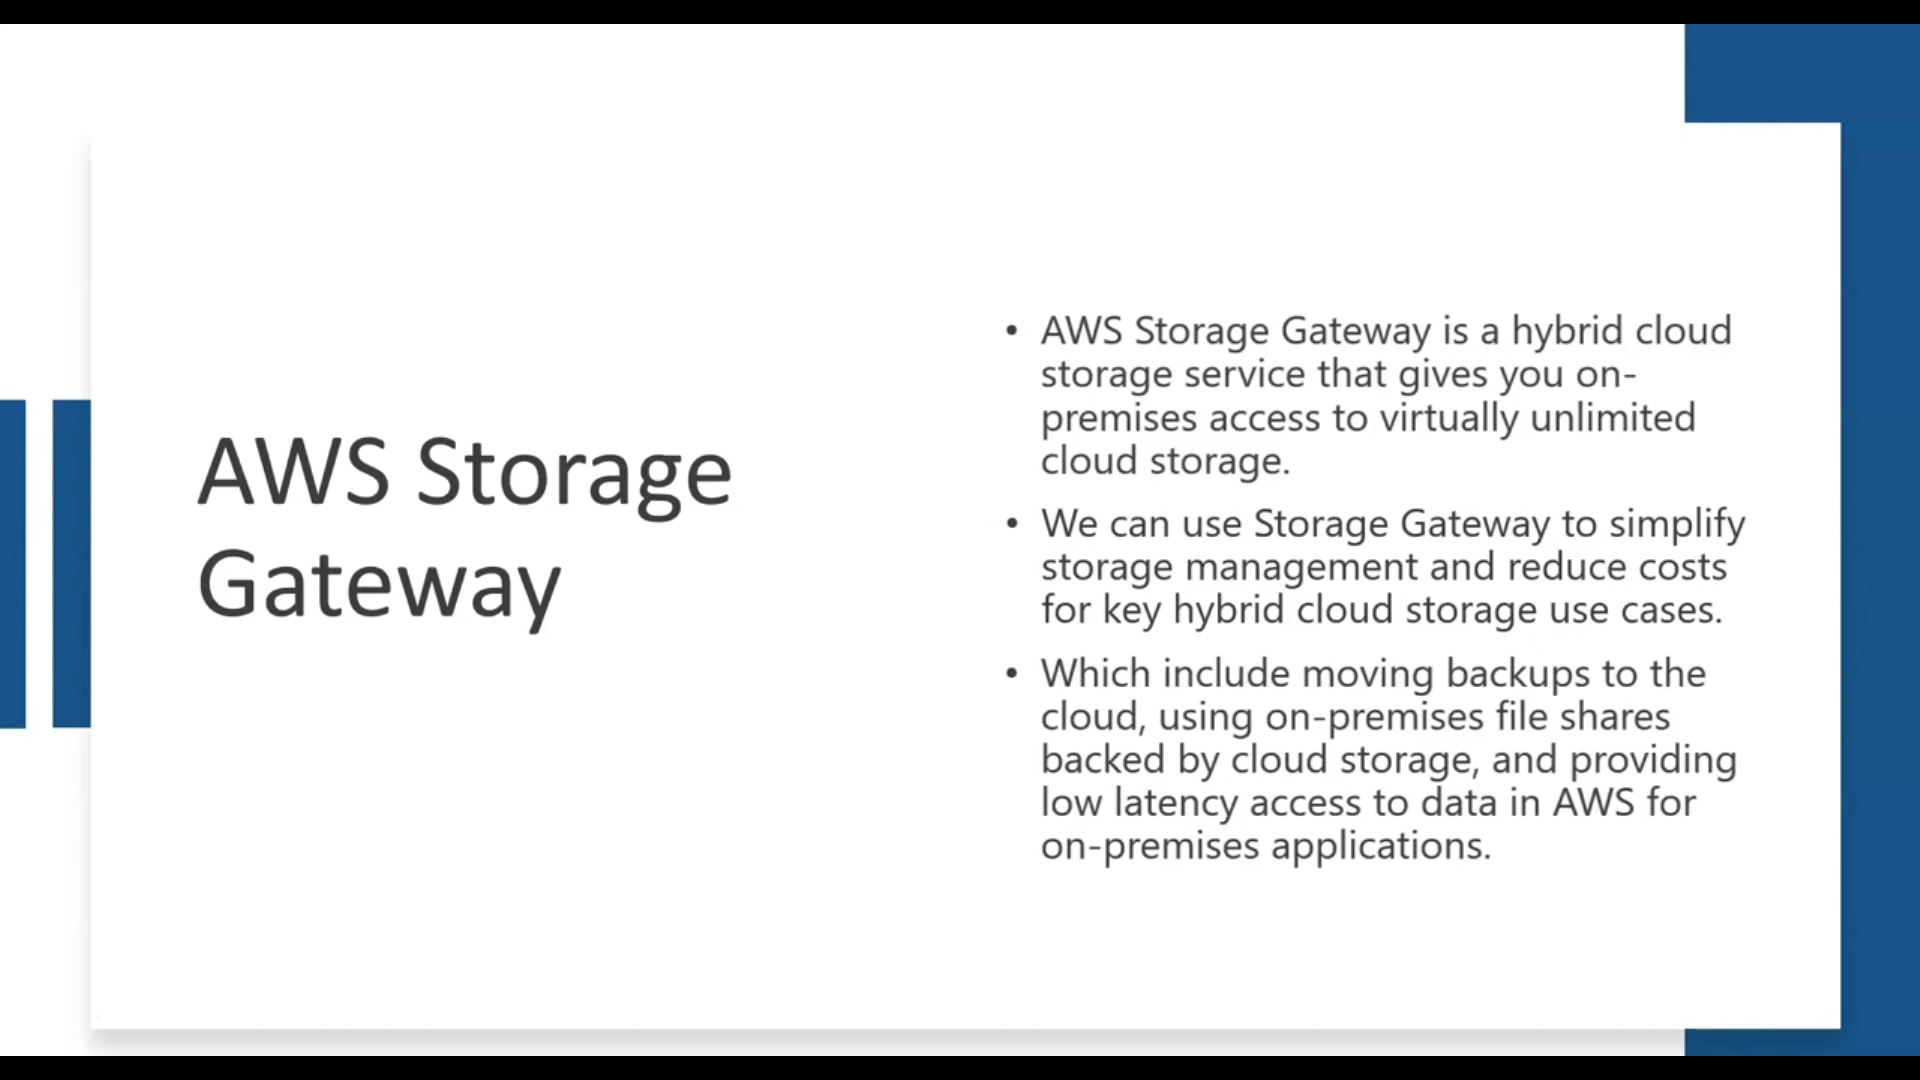 AWS Storage
Gateway
• AWS Storage Gateway is a hybrid cloud
storage service that gives you on-
premises access to virtually unlimited
cloud storage.
• We can use Storage Gateway to simplify
storage management and reduce costs
for key hybrid cloud storage use cases.
• Which include moving backups to the
cloud, using on-premises file shares
backed by cloud storage, and providing
low latency access to data in AWS for
on-premises applications.